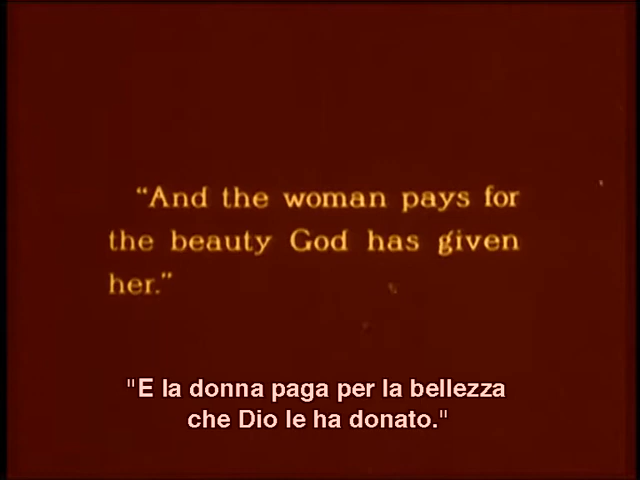 “And the woman pays for
the beauty God has given
her.”
"E la donna paga per la bellezza
che Dio le ha donato."